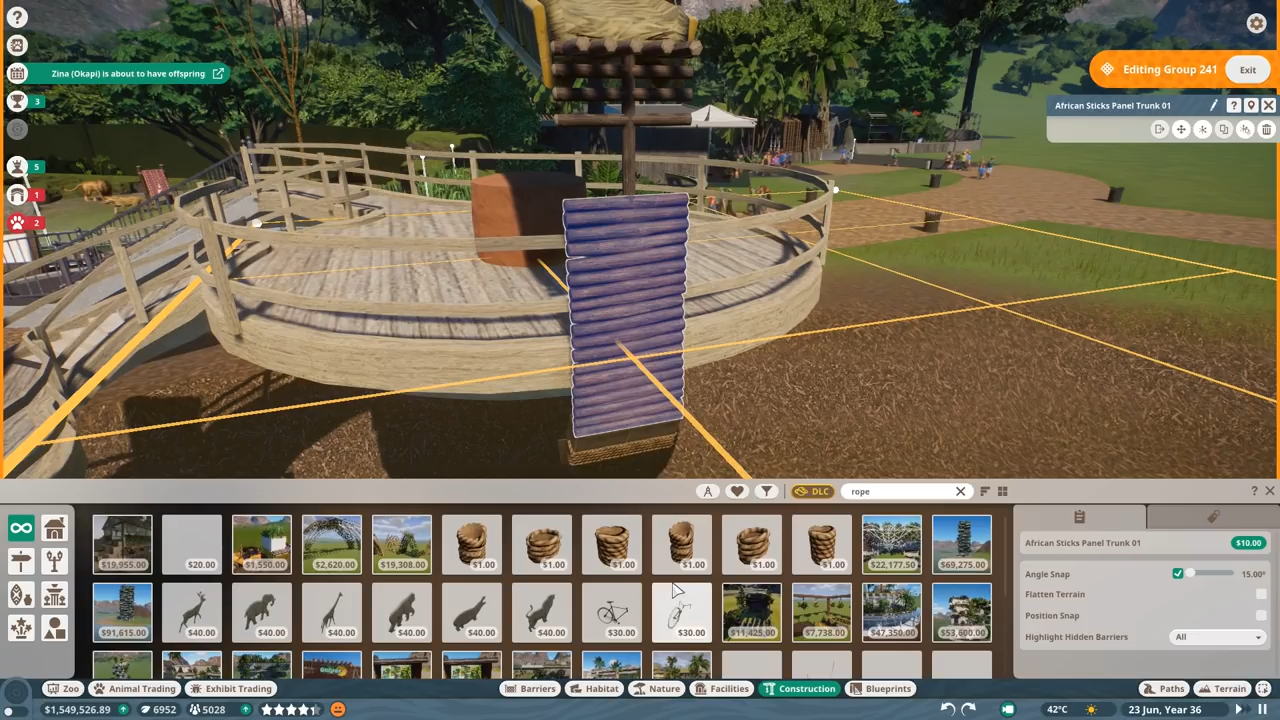 ?
Zina (Okapi) is about to have offspring
3
5
1
2
Editing Group 241
Exit
African Sticks Panel Trunk 01
?
DLC
rope
?
$19,955.00
$20.00
$1,550.00
$2,620.00
$19,308.00
$1.00
$1.00
$1.00
$1.00
$1.00
$1.00
$22,177.50
$69,275.00
$91,615.00
$40.00
$40.00
$40.00
$40.00
$40.00
$40.00
$30.00
$30.00
$11,425.00
$7,738.00
$47,350.00
$53,600.00
African Sticks Panel Trunk 01
$10.00
Angle Snap
15.00°
Flatten Terrain
Position Snap
Highlight Hidden Barriers
All
Zoo
Animal Trading
Exhibit Trading
Barriers
Habitat
Nature
Facilities
Construction
Blueprints
Paths
Terrain
$1,549,526.89
6952
5028
42°C
23 Jun, Year 36